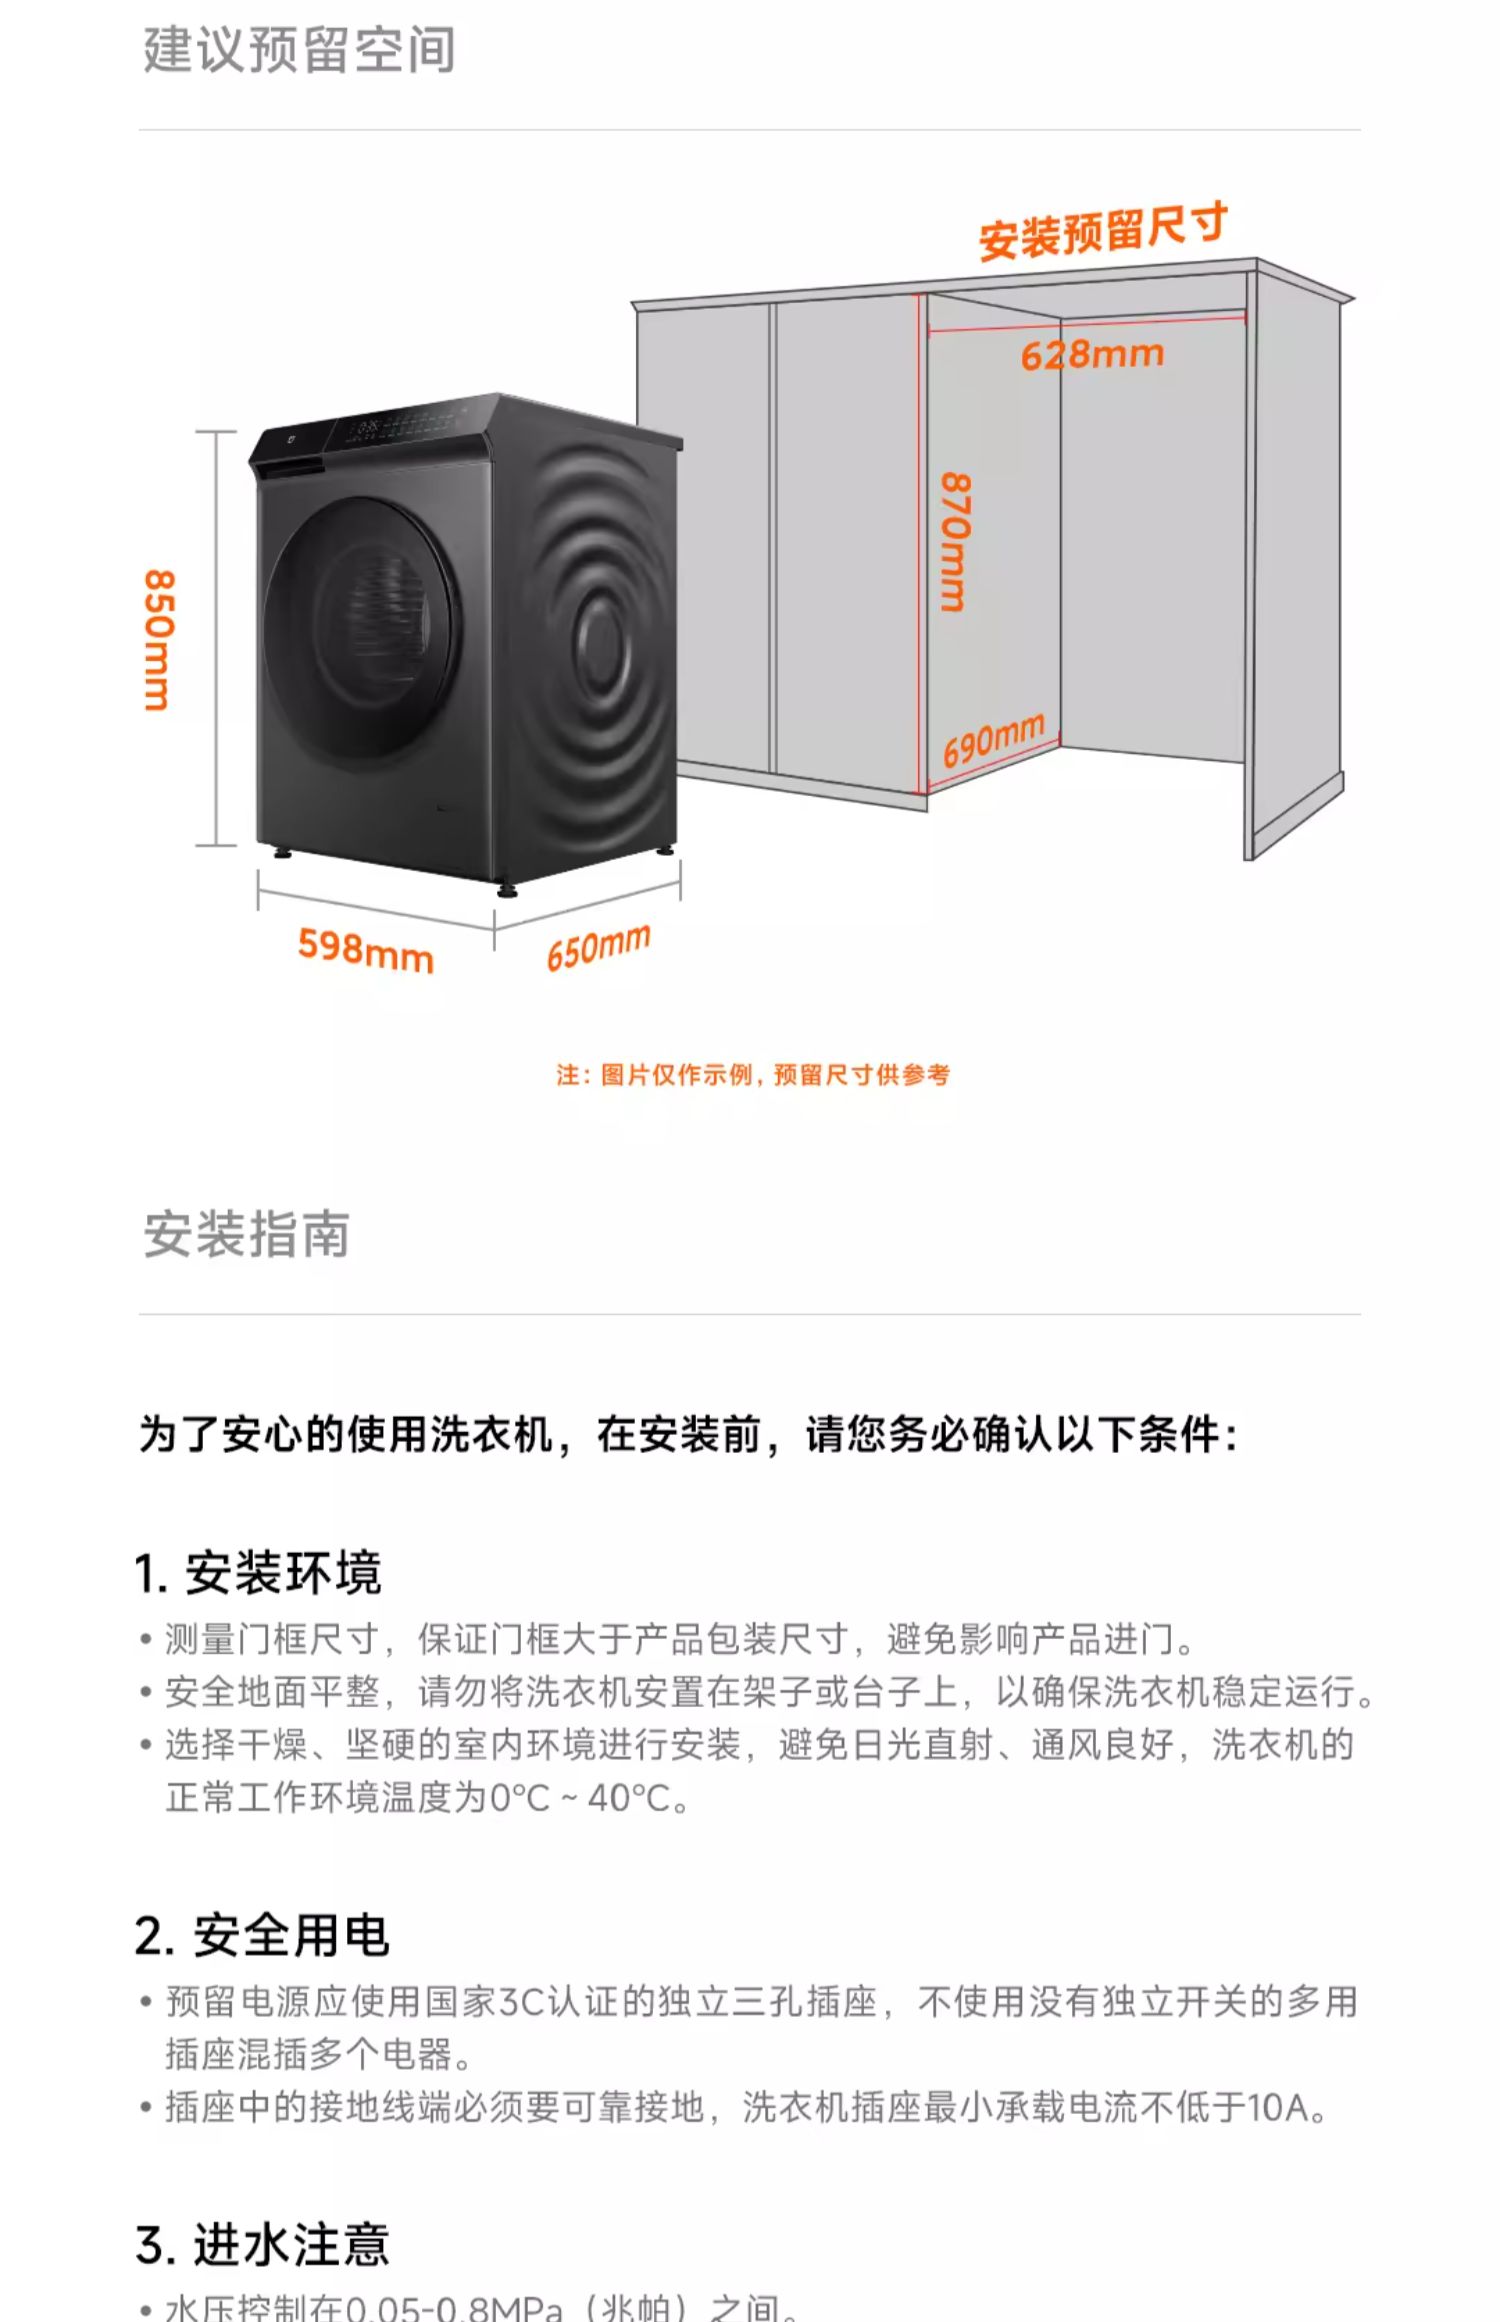 建议预留空间
安装预留尺寸
628mm
870mm
690mm
850mm
598mm
650mm
注：图片仅作示例，预留尺寸供参考
安装指南
为了安心的使用洗衣机，在安装前，请您务必确认以下条件：
1. 安装环境
• 测量门框尺寸，保证门框大于产品包装尺寸，避免影响产品进门。
• 安全地面平整，请勿将洗衣机安置在架子或台子上，以确保洗衣机稳定运行。
• 选择干燥、坚硬的室内环境进行安装，避免日光直射、通风良好，洗衣机的
正常工作环境温度为0°C ~ 40°C。
2. 安全用电
• 预留电源应使用国家3C认证的独立三孔插座，不使用没有独立开关的多用
插座混插多个电器。
• 插座中的接地线端必须要可靠接地，洗衣机插座最小承载电流不低于10A。
3. 进水注意
• 水压控制在0.05-0.8MPa（兆帕）之间。